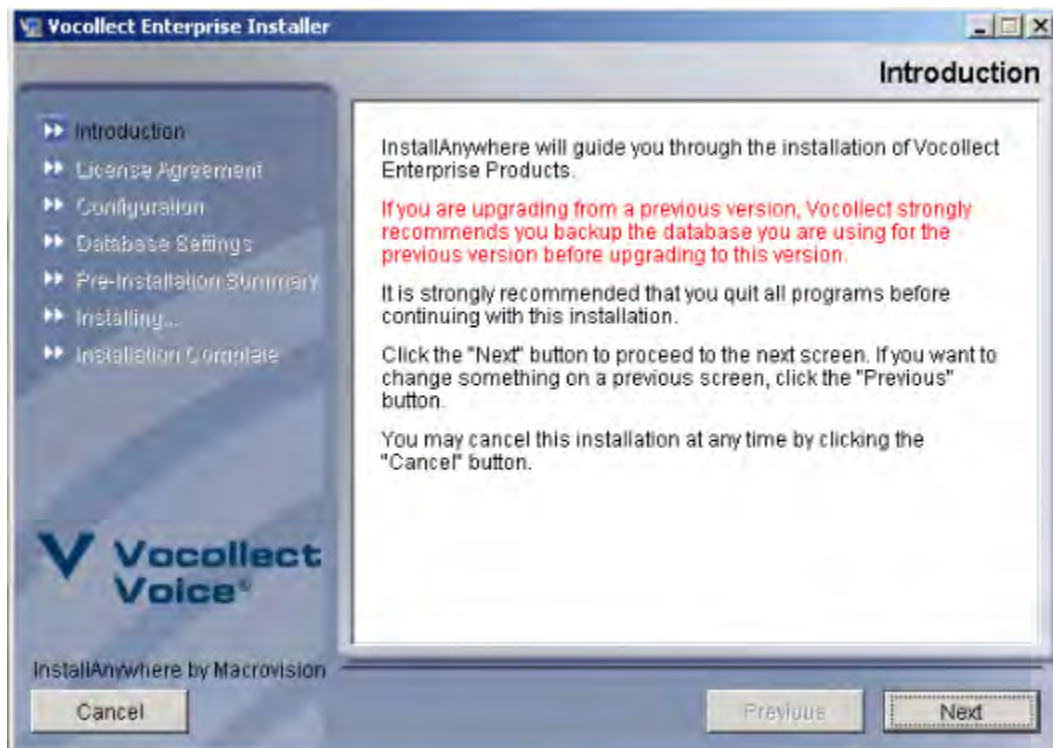 Vocollect Enterprise Installer
Introduction
Introduction
License Agreement
Configuration
Database Settings
Pre-Installation Summary
Installing...
Installation Complete
InstallAnywhere will guide you through the installation of Vocollect
Enterprise Products.
If you are upgrading from a previous version, Vocollect strongly
recommends you backup the database you are using for the
previous version before upgrading to this version.
It is strongly recommended that you quit all programs before
continuing with this installation.
Click the "Next" button to proceed to the next screen. If you want to
change something on a previous screen, click the "Previous"
button.
You may cancel this installation at any time by clicking the
"Cancel" button.
Vocollect
Voice®
InstallAnywhere by Macrovision
Cancel
Previous
Next